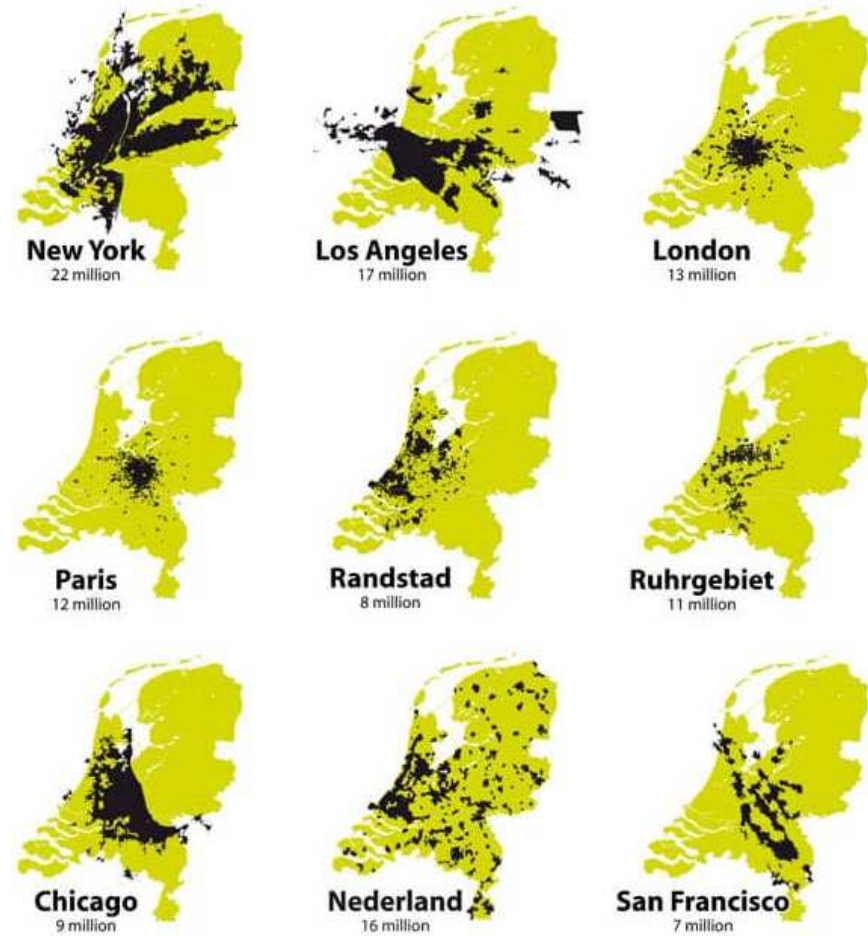 New York
22 million
Los Angeles
17 million
London
13 million
Paris
12 million
Randstad
8 million
Ruhrgebiet
11 million
Chicago
9 million
Nederland
16 million
San Francisco
7 million